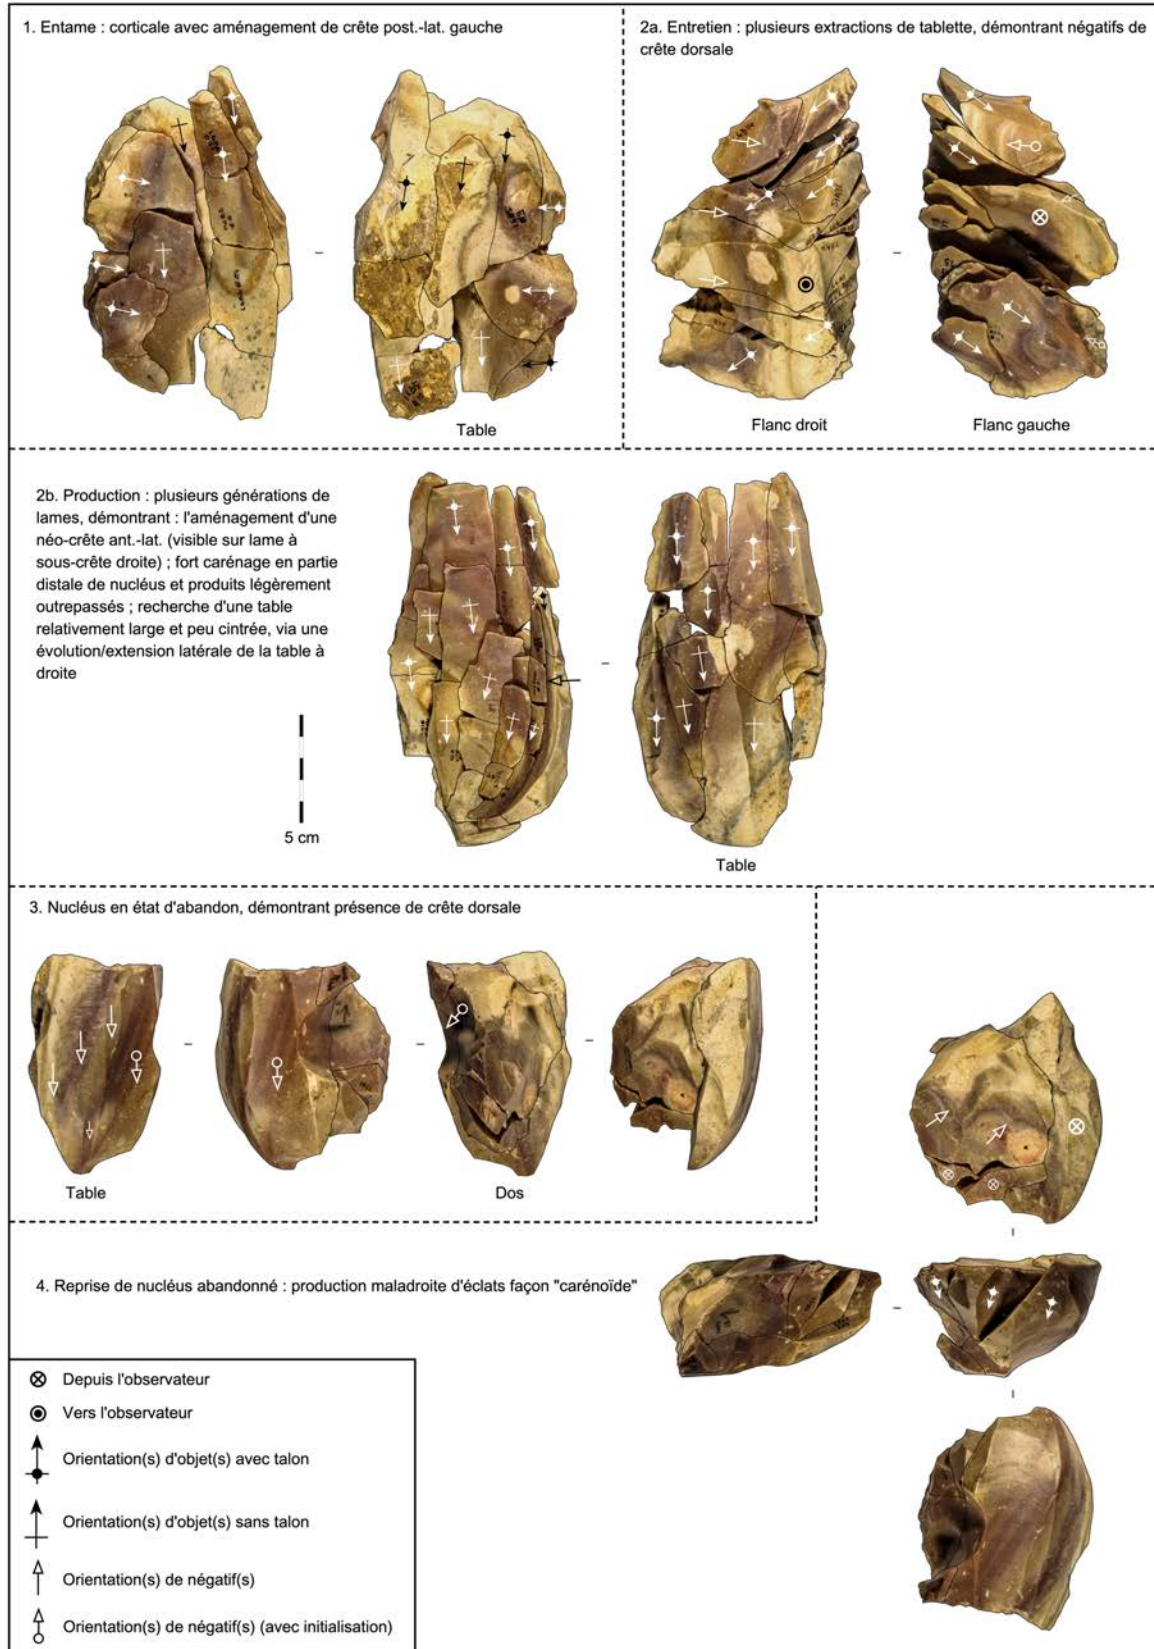 1. Entame : corticale avec aménagement de crête post.-lat. gauche
2a. Entretien : plusieurs extractions de tablette, démontrant négatifs de
crête dorsale
Table
Flanc droit
Flanc gauche
2b. Production : plusieurs générations de
lames, démontrant : l'aménagement d'une
néo-crête ant.-lat. (visible sur lame à
sous-crête droite) ; fort carénage en partie
distale de nucléus et produits légèrement
outrepassés ; recherche d'une table
relativement large et peu cintrée, via une
évolution/extension latérale de la table à
droite
5 cm
Table
3. Nucléus en état d'abandon, démontrant présence de crête dorsale
Table
Dos
4. Reprise de nucléus abandonné : production maladroite d'éclats façon "carénoïde"
Depuis l'observateur
Vers l'observateur
Orientation(s) d'objet(s) avec talon
Orientation(s) d'objet(s) sans talon
Orientation(s) de négatif(s)
Orientation(s) de négatif(s) (avec initialisation)